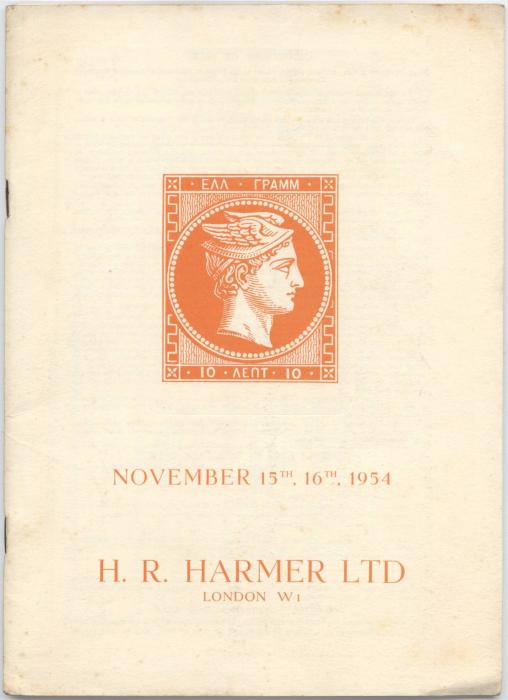 · ΕΛΛ · ΓΡΑΜΜ ·
· 10 · ΛΕΠΤ · 10 ·
NOVEMBER 15TH, 16TH, 1954
H. R. HARMER LTD
LONDON W1